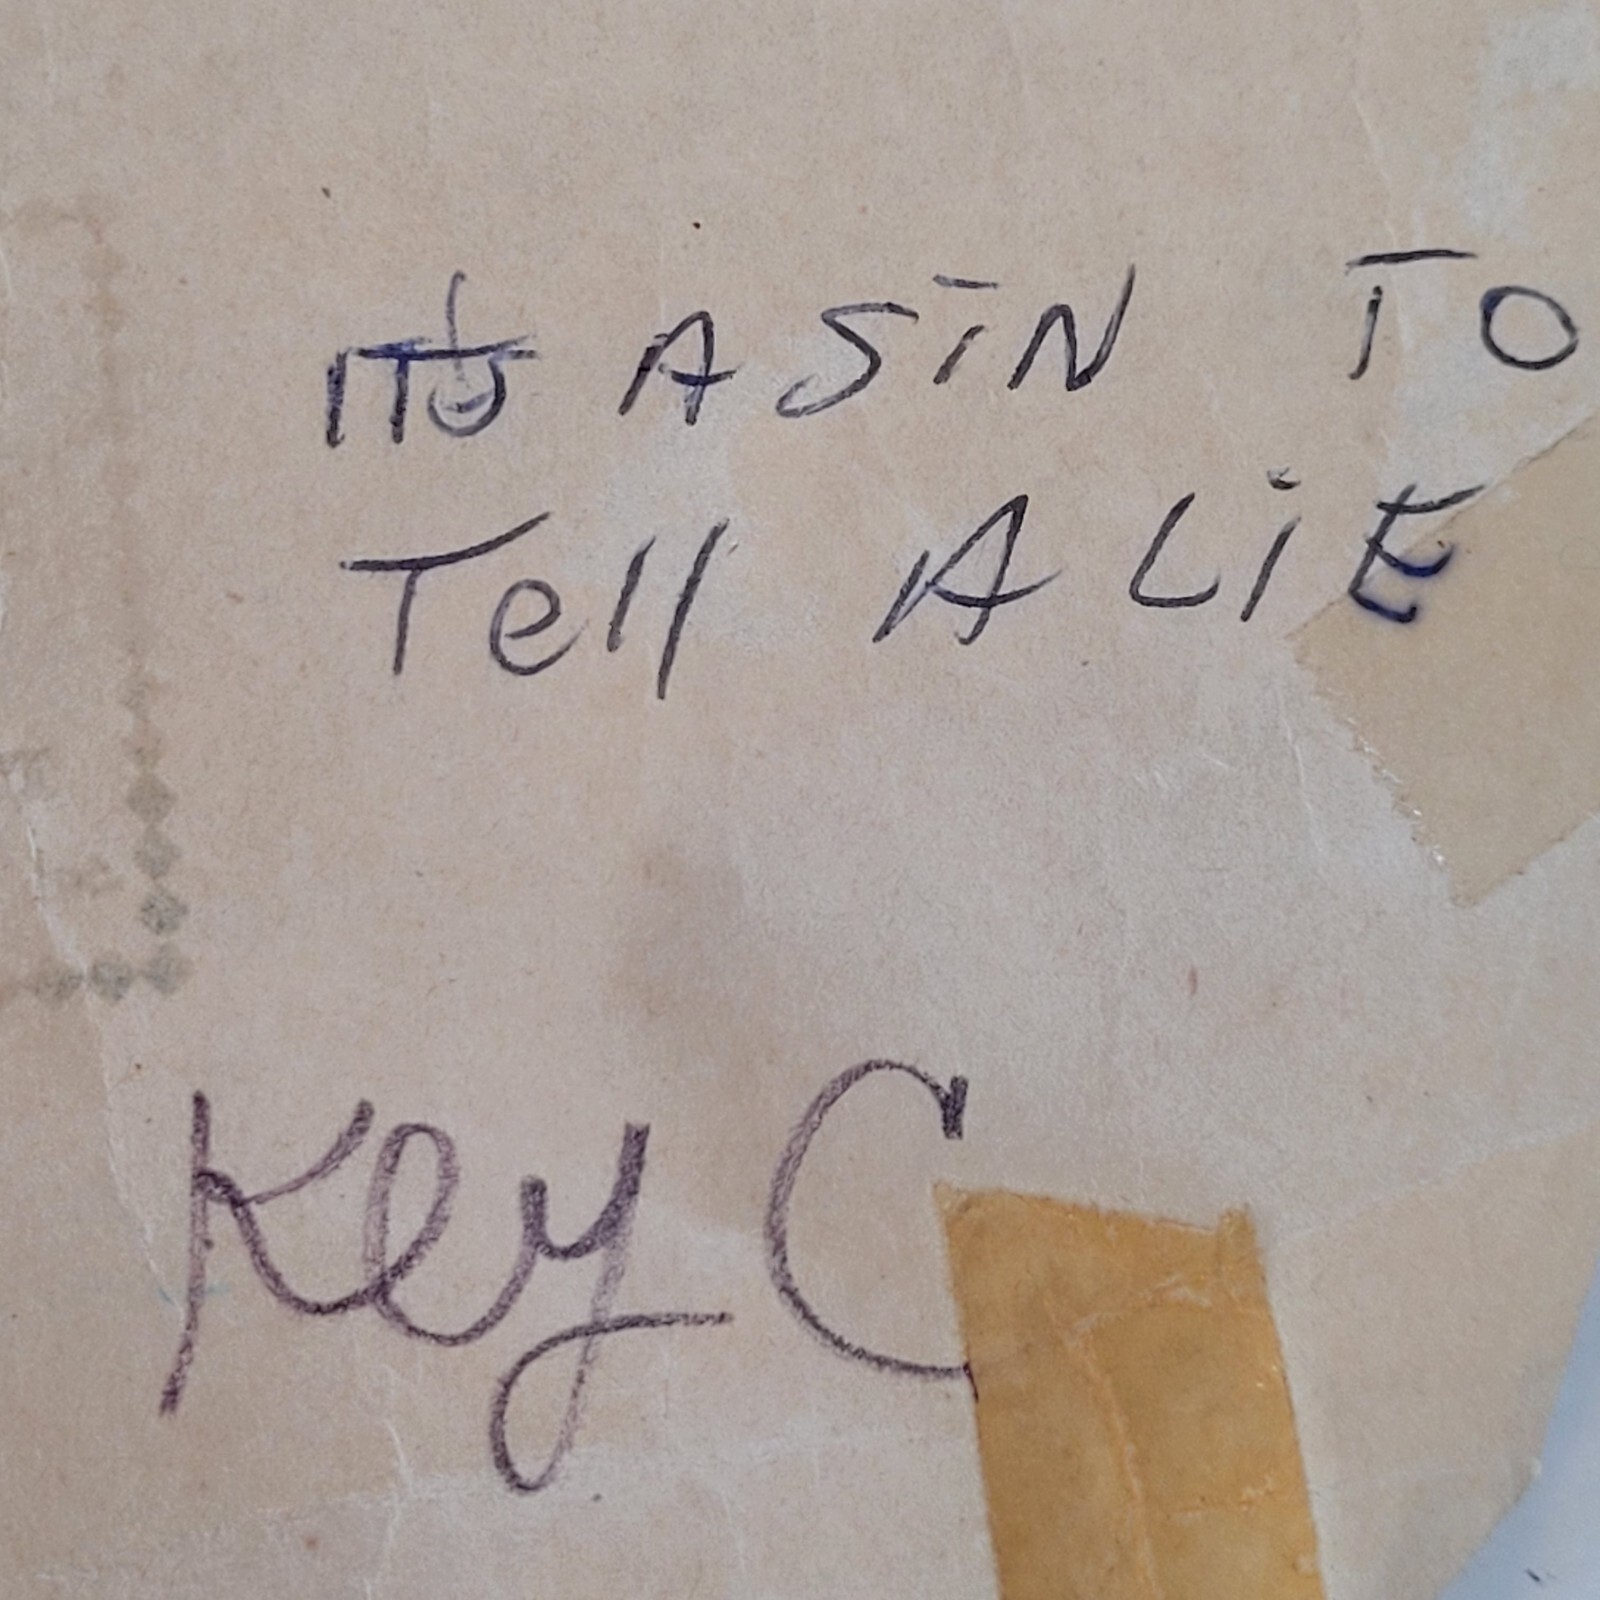 ITS A SiN TO
Tell A LiE
Key C